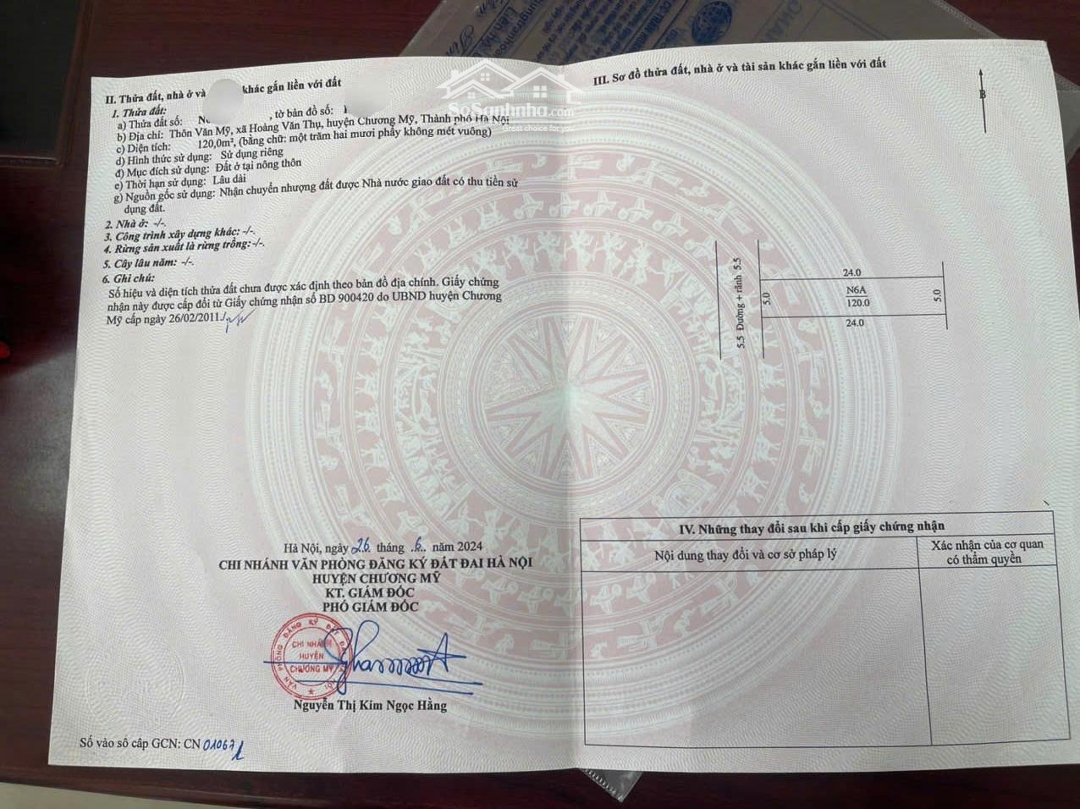 II. Thửa đất, nhà ở và khác gắn liền với đất
1. Thửa đất:
a) Thửa đất số: , tờ bản đồ số:
b) Địa chỉ: Thôn Văn Mỹ, xã Hoàng Văn Thụ, huyện Chương Mỹ, Thành phố Hà Nội
c) Diện tích: 120,0m², (bằng chữ: một trăm hai mươi phẩy không mét vuông)
d) Hình thức sử dụng: Sử dụng riêng
đ) Mục đích sử dụng: Đất ở tại nông thôn
e) Thời hạn sử dụng: Lâu dài
g) Nguồn gốc sử dụng: Nhận chuyển nhượng đất được Nhà nước giao đất có thu tiền sử
dụng đất.
2. Nhà ở: -/-.
3. Công trình xây dựng khác: -/-.
4. Rừng sản xuất là rừng trồng: -/-.
5. Cây lâu năm: -/-.
6. Ghi chú:
Số hiệu và diện tích thửa đất chưa được xác định theo bản đồ địa chính. Giấy chứng
nhận này được cấp đổi từ Giấy chứng nhận số BD 900420 do UBND huyện Chương
Mỹ cấp ngày 26/02/2011./.
Hà Nội, ngày 26 tháng 6 năm 2024
CHI NHÁNH VĂN PHÒNG ĐĂNG KÝ ĐẤT ĐAI HÀ NỘI
HUYỆN CHƯƠNG MỸ
KT. GIÁM ĐỐC
PHÓ GIÁM ĐỐC
CHI NHÁNH
HUYỆN
CHƯƠNG MỸ
Nguyễn Thị Kim Ngọc Hằng
Số vào sổ cấp GCN: CN 01067
III. Sơ đồ thửa đất, nhà ở và tài sản khác gắn liền với đất
B
5.5 Đường + rãnh 5.5
24.0
5.0
N6A
120.0
5.0
24.0
IV. Những thay đổi sau khi cấp giấy chứng nhận
Nội dung thay đổi và cơ sở pháp lý
Xác nhận của cơ quan
có thẩm quyền
SoSanhnha.com